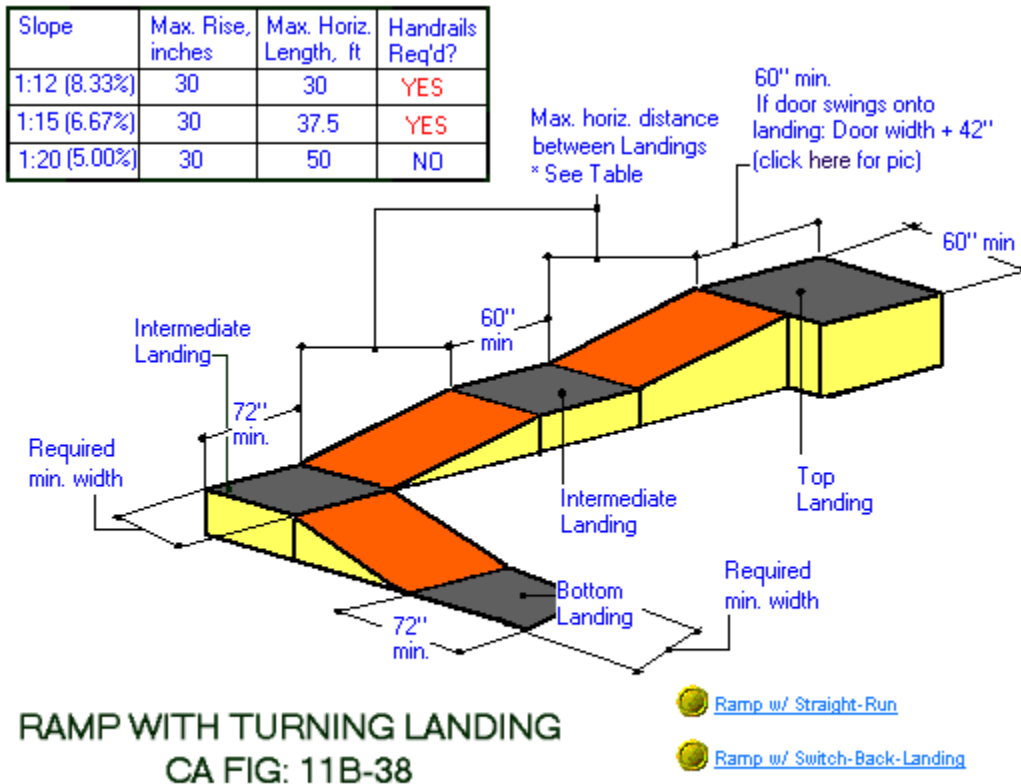 Slope Max. Rise, inches Max. Horiz. Length, ft Handrails Req'd?
1:12 (8.33%) 30 30 YES
1:15 (6.67%) 30 37.5 YES
1:20 (5.00%) 30 50 NO
60" min.
If door swings onto
landing: Door width + 42"
(click here for pic)
Max. horiz. distance
between Landings
* See Table
60" min
60"
min
Intermediate
Landing
72"
min.
Required
min. width
Top
Landing
Intermediate
Landing
Bottom
Landing
Required
min. width
72"
min.
RAMP WITH TURNING LANDING
CA FIG: 11B-38
Ramp w/ Straight-Run
Ramp w/ Switch-Back-Landing